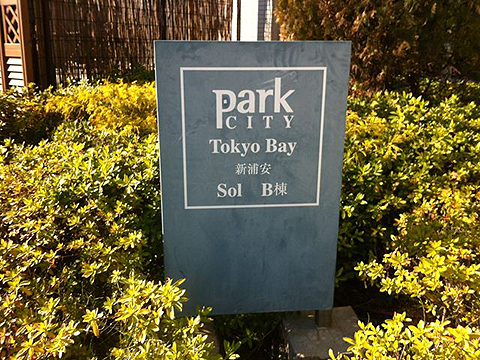 park
CITY
Tokyo Bay
新浦安
Sol B棟